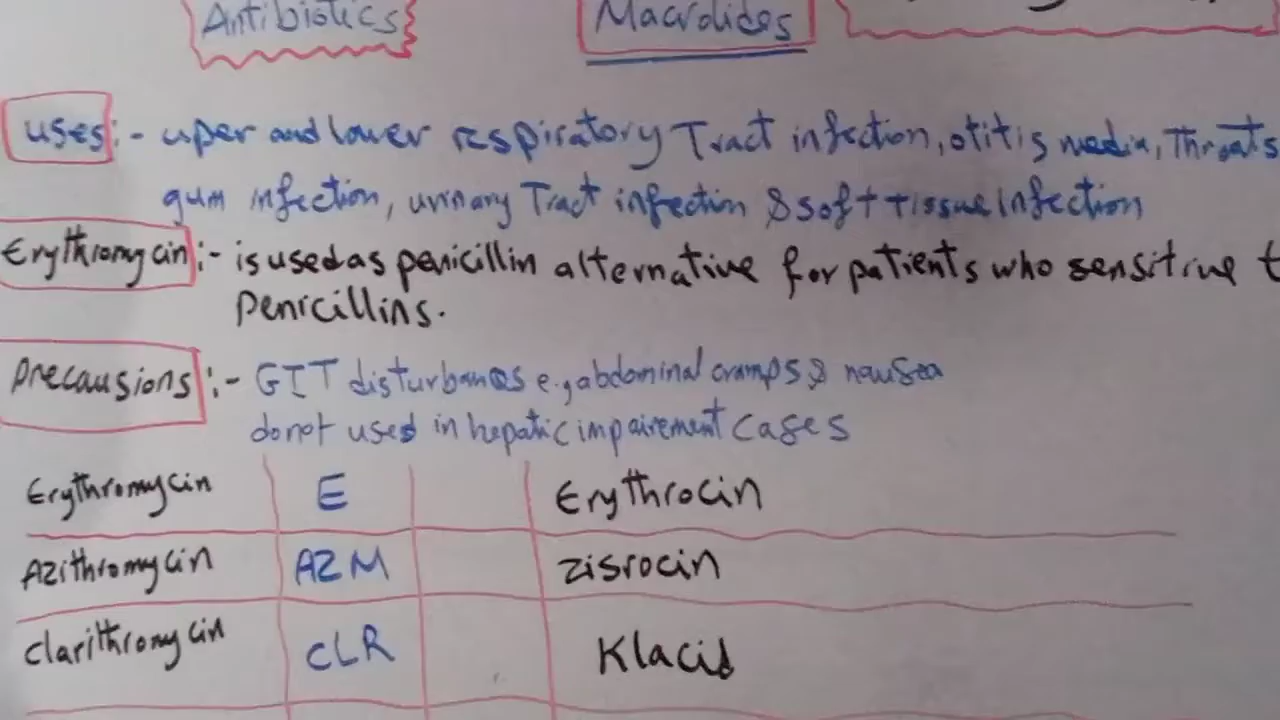 Antibiotics Macrolides
uses:- uper and lower respiratory Tract infection, otitis media, Throats
gum infection, urinary Tract infection & soft tissue Infection
Erythromycin:- is used as penicillin alternative for patients who sensitive t
Penicillins.
Precausions:- GIT disturbances e.g abdominal cramps & nausea
donot used in hepatic impairement cases
Erythromycin E Erythrocin
Azithromycin AZM Zisrocin
Clarithromycin CLR Klacid